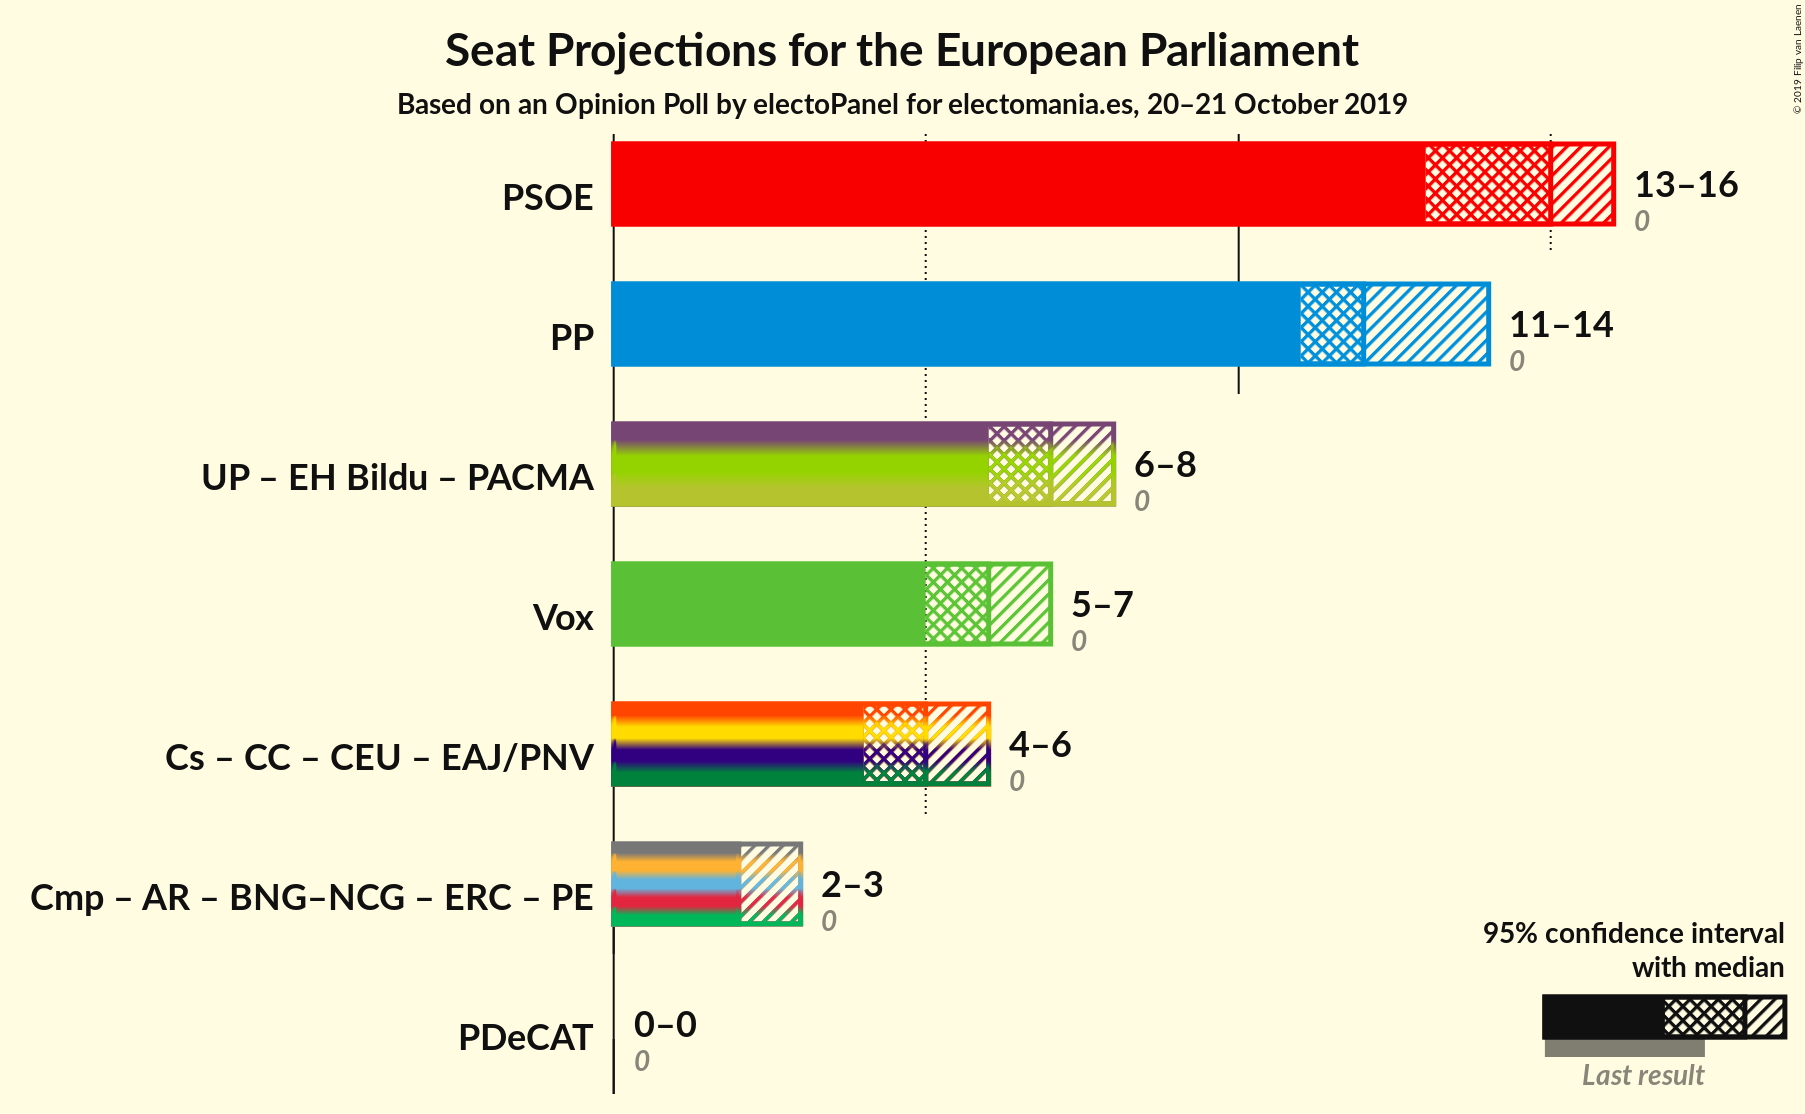 Seat Projections for the European Parliament
Based on an Opinion Poll by electoPanel for electomania.es, 20–21 October 2019
© 2019 Filip van Laenen
PSOE
13–16
0
PP
11–14
0
UP – EH Bildu – PACMA
6–8
0
Vox
5–7
0
Cs – CC – CEU – EAJ/PNV
4–6
0
Cmp – AR – BNG–NCG – ERC – PE
2–3
0
PDeCAT
0–0
0
95% confidence interval
with median
Last result